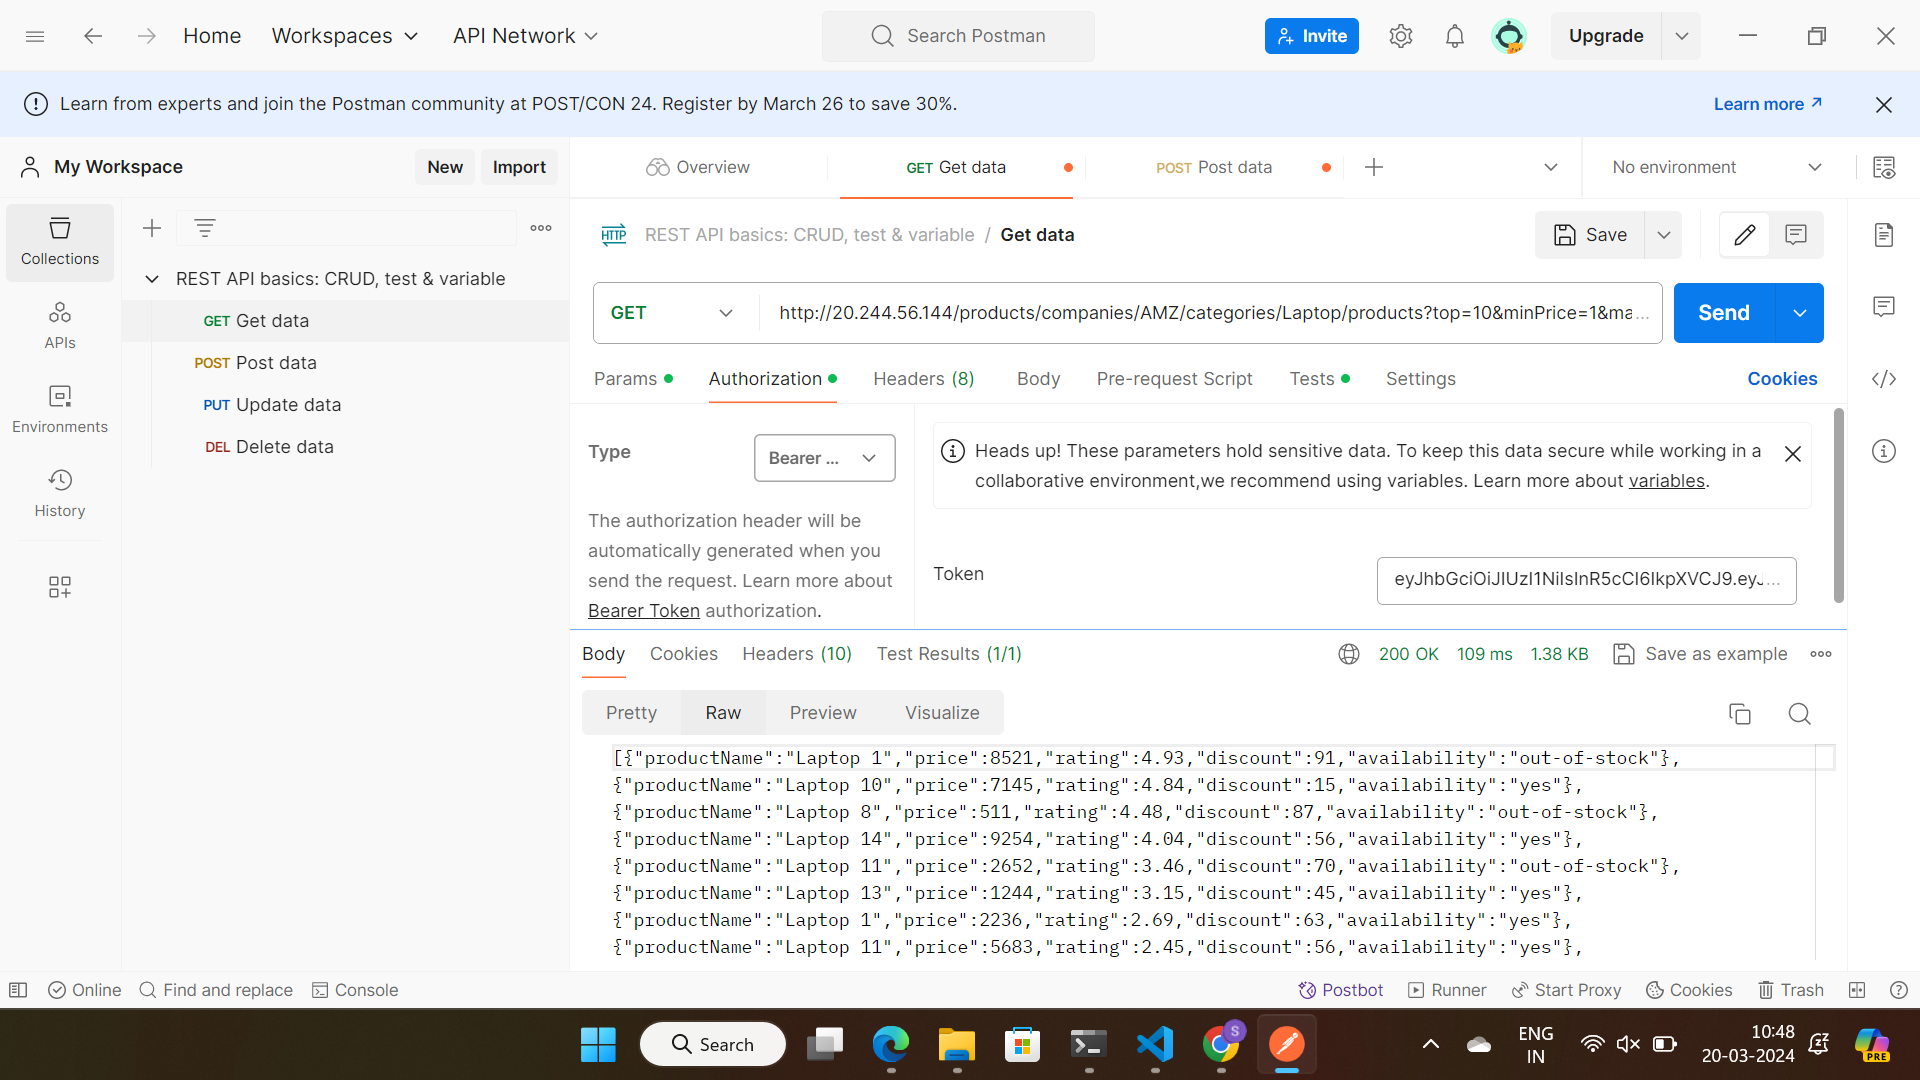 Home
Workspaces
API Network
Search Postman
Invite
Upgrade
Learn from experts and join the Postman community at POST/CON 24. Register by March 26 to save 30%.
Learn more
My Workspace
New
Import
Overview
GET Get data
POST Post data
No environment
Collections
APIs
Environments
History
REST API basics: CRUD, test & variable
GET Get data
POST Post data
PUT Update data
DEL Delete data
HTTP
REST API basics: CRUD, test & variable / Get data
Save
GET
http://20.244.56.144/products/companies/AMZ/categories/Laptop/products?top=10&minPrice=1&ma...
Send
Params
Authorization
Headers (8)
Body
Pre-request Script
Tests
Settings
Cookies
Type
Bearer ...
The authorization header will be
automatically generated when you
send the request. Learn more about
Bearer Token authorization.
Heads up! These parameters hold sensitive data. To keep this data secure while working in a
collaborative environment,we recommend using variables. Learn more about variables.
Token
eyJhbGciOiJIUzI1NiIsInR5cCI6IkpXVCJ9.eyJ...
Body
Cookies
Headers (10)
Test Results (1/1)
200 OK
109 ms
1.38 KB
Save as example
Pretty
Raw
Preview
Visualize
[{"productName":"Laptop 1","price":8521,"rating":4.93,"discount":91,"availability":"out-of-stock"},
{"productName":"Laptop 10","price":7145,"rating":4.84,"discount":15,"availability":"yes"},
{"productName":"Laptop 8","price":511,"rating":4.48,"discount":87,"availability":"out-of-stock"},
{"productName":"Laptop 14","price":9254,"rating":4.04,"discount":56,"availability":"yes"},
{"productName":"Laptop 11","price":2652,"rating":3.46,"discount":70,"availability":"out-of-stock"},
{"productName":"Laptop 13","price":1244,"rating":3.15,"discount":45,"availability":"yes"},
{"productName":"Laptop 1","price":2236,"rating":2.69,"discount":63,"availability":"yes"},
{"productName":"Laptop 11","price":5683,"rating":2.45,"discount":56,"availability":"yes"},
Online
Find and replace
Console
Postbot
Runner
Start Proxy
Cookies
Trash
Search
S
ENG
IN
10:48
20-03-2024
PRE